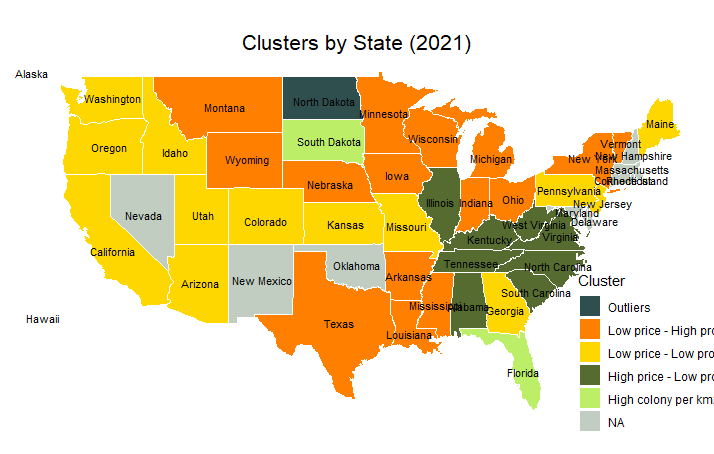 Clusters by State (2021)
Alaska
Washington
North Dakota
Montana
Minnesota
Maine
Oregon
Idaho
South Dakota
Wisconsin
Vermont
New Hampshire
Wyoming
Michigan
New York
Massachusetts
Rhode Island
Nebraska
Iowa
Pennsylvania
Nevada
Utah
Colorado
Kansas
Missouri
Illinois
Indiana
Ohio
New Jersey
Maryland
Delaware
West Virginia
Virginia
California
Kentucky
Arizona
New Mexico
Oklahoma
Tennessee
North Carolina
Arkansas
South Carolina
Cluster
Hawaii
Texas
Mississippi
Alabama
Georgia
Louisiana
Florida
Outliers
Low price - High pro
Low price - Low pro
High price - Low pro
High colony per km
NA